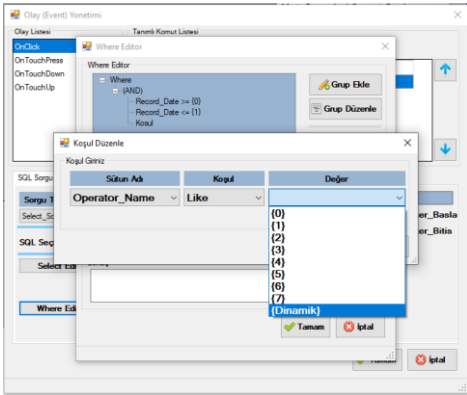 Olay (Event) Yonetimi
Olay Listesi
Tanımlı Komut Listesi
OnClick
OnTouchPress
OnTouchDown
OnTouchUp
Where Editor
Where Editor
Where
(AND)
Record_Date >= {0}
Record_Date <= {1}
Kosul
Grup Ekle
Grup Düzenle
Koşul Düzenle
Koşul Giriniz
Sütun Adı
Koşul
Değer
Operator_Name
Like
{0}
{1}
{2}
{3}
{4}
{5}
{6}
{7}
{Dinamik}
SQL Sorgu
Sorgu
SQL Seç
Select Edi
Where Edi
er_Basla
er_Bitis
Tamam
İptal
Tamam
İptal